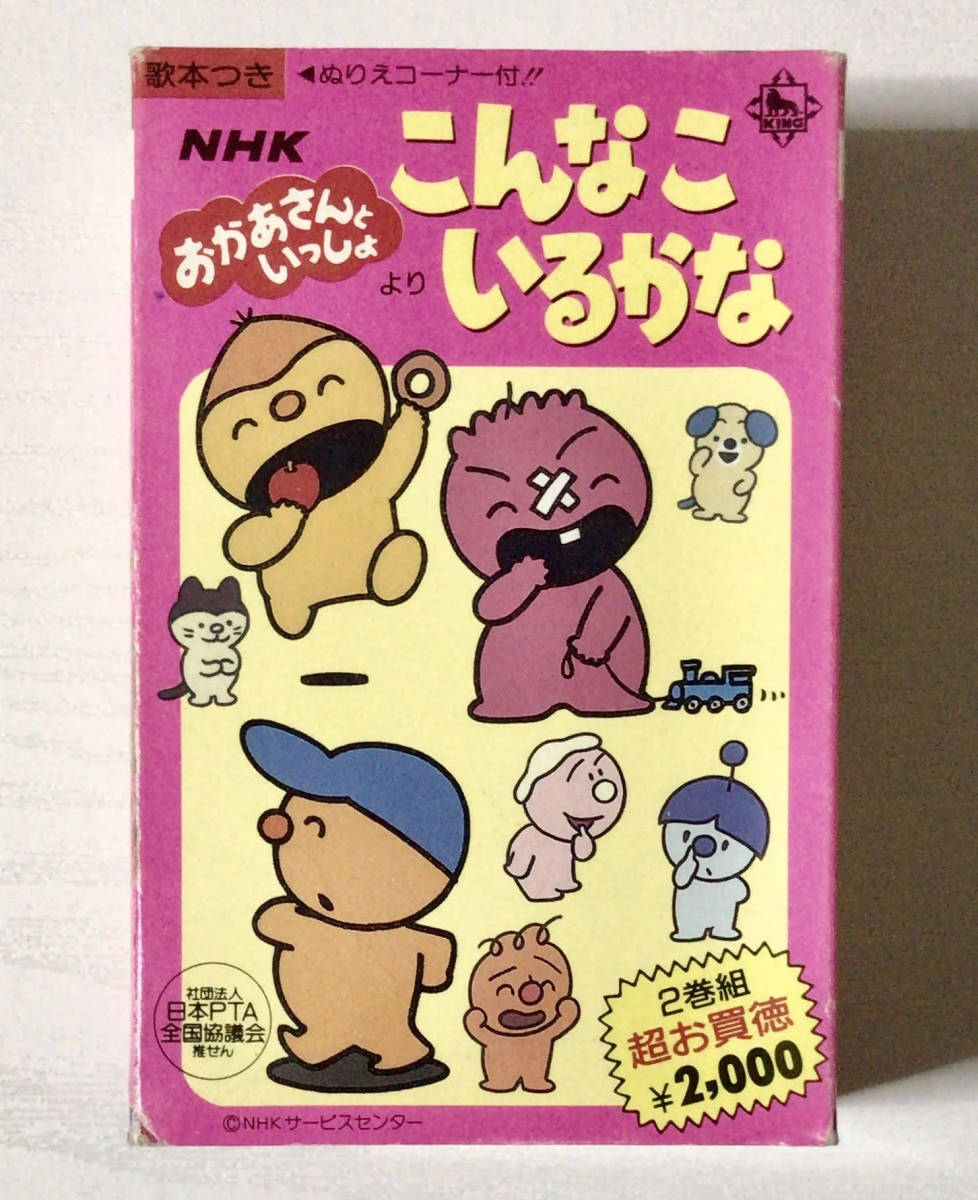 歌本つき
◀ぬりえコーナー付!!
KING
NHK
おかあさんと
いっしょ
より
こんなこ
いるかな
社団法人
日本PTA
全国協議会
推せん
2巻組
超お買徳
¥2,000
©NHKサービスセンター